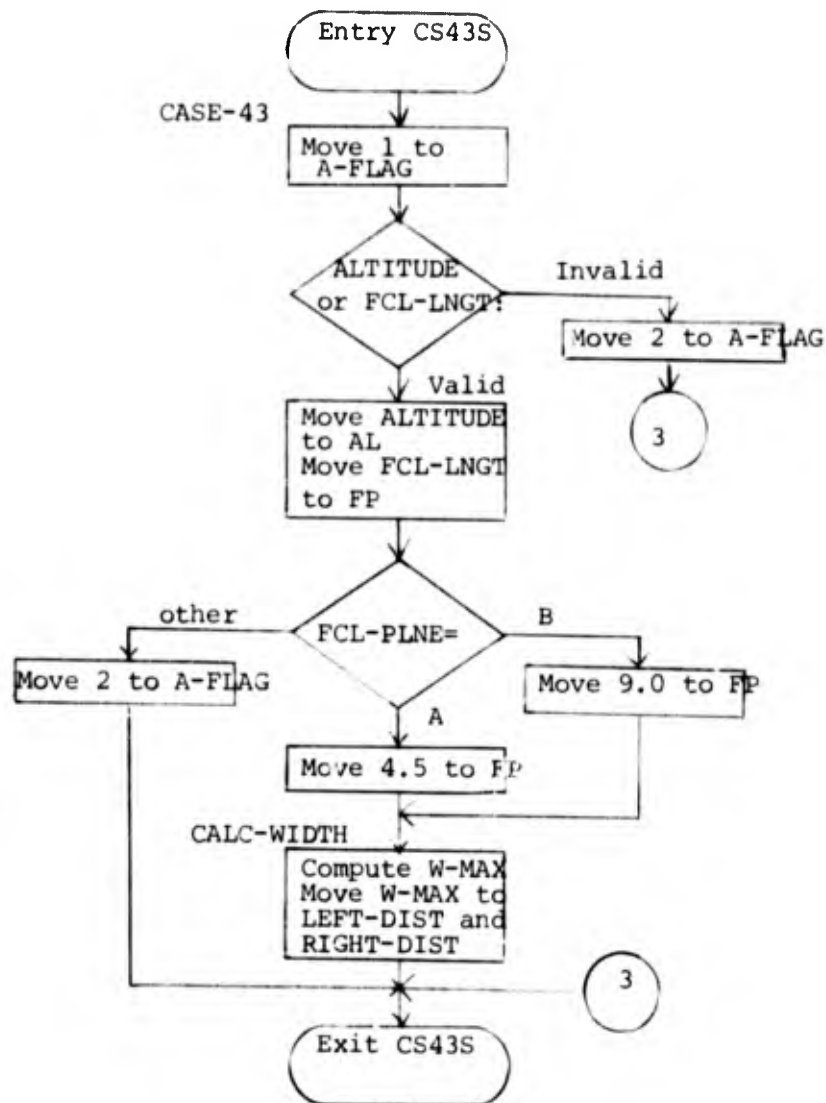 Entry CS43S
CASE-43
Move 1 to
A-FLAG
ALTITUDE
or FCL-LNGT?
Invalid
Move 2 to A-FLAG
3
Valid
Move ALTITUDE
to AL
Move FCL-LNGT
to FP
other
FCL-PLNE=
B
Move 2 to A-FLAG
Move 9.0 to FP
A
Move 4.5 to FP
CALC-WIDTH
Compute W-MAX
Move W-MAX to
LEFT-DIST and
RIGHT-DIST
3
Exit CS43S